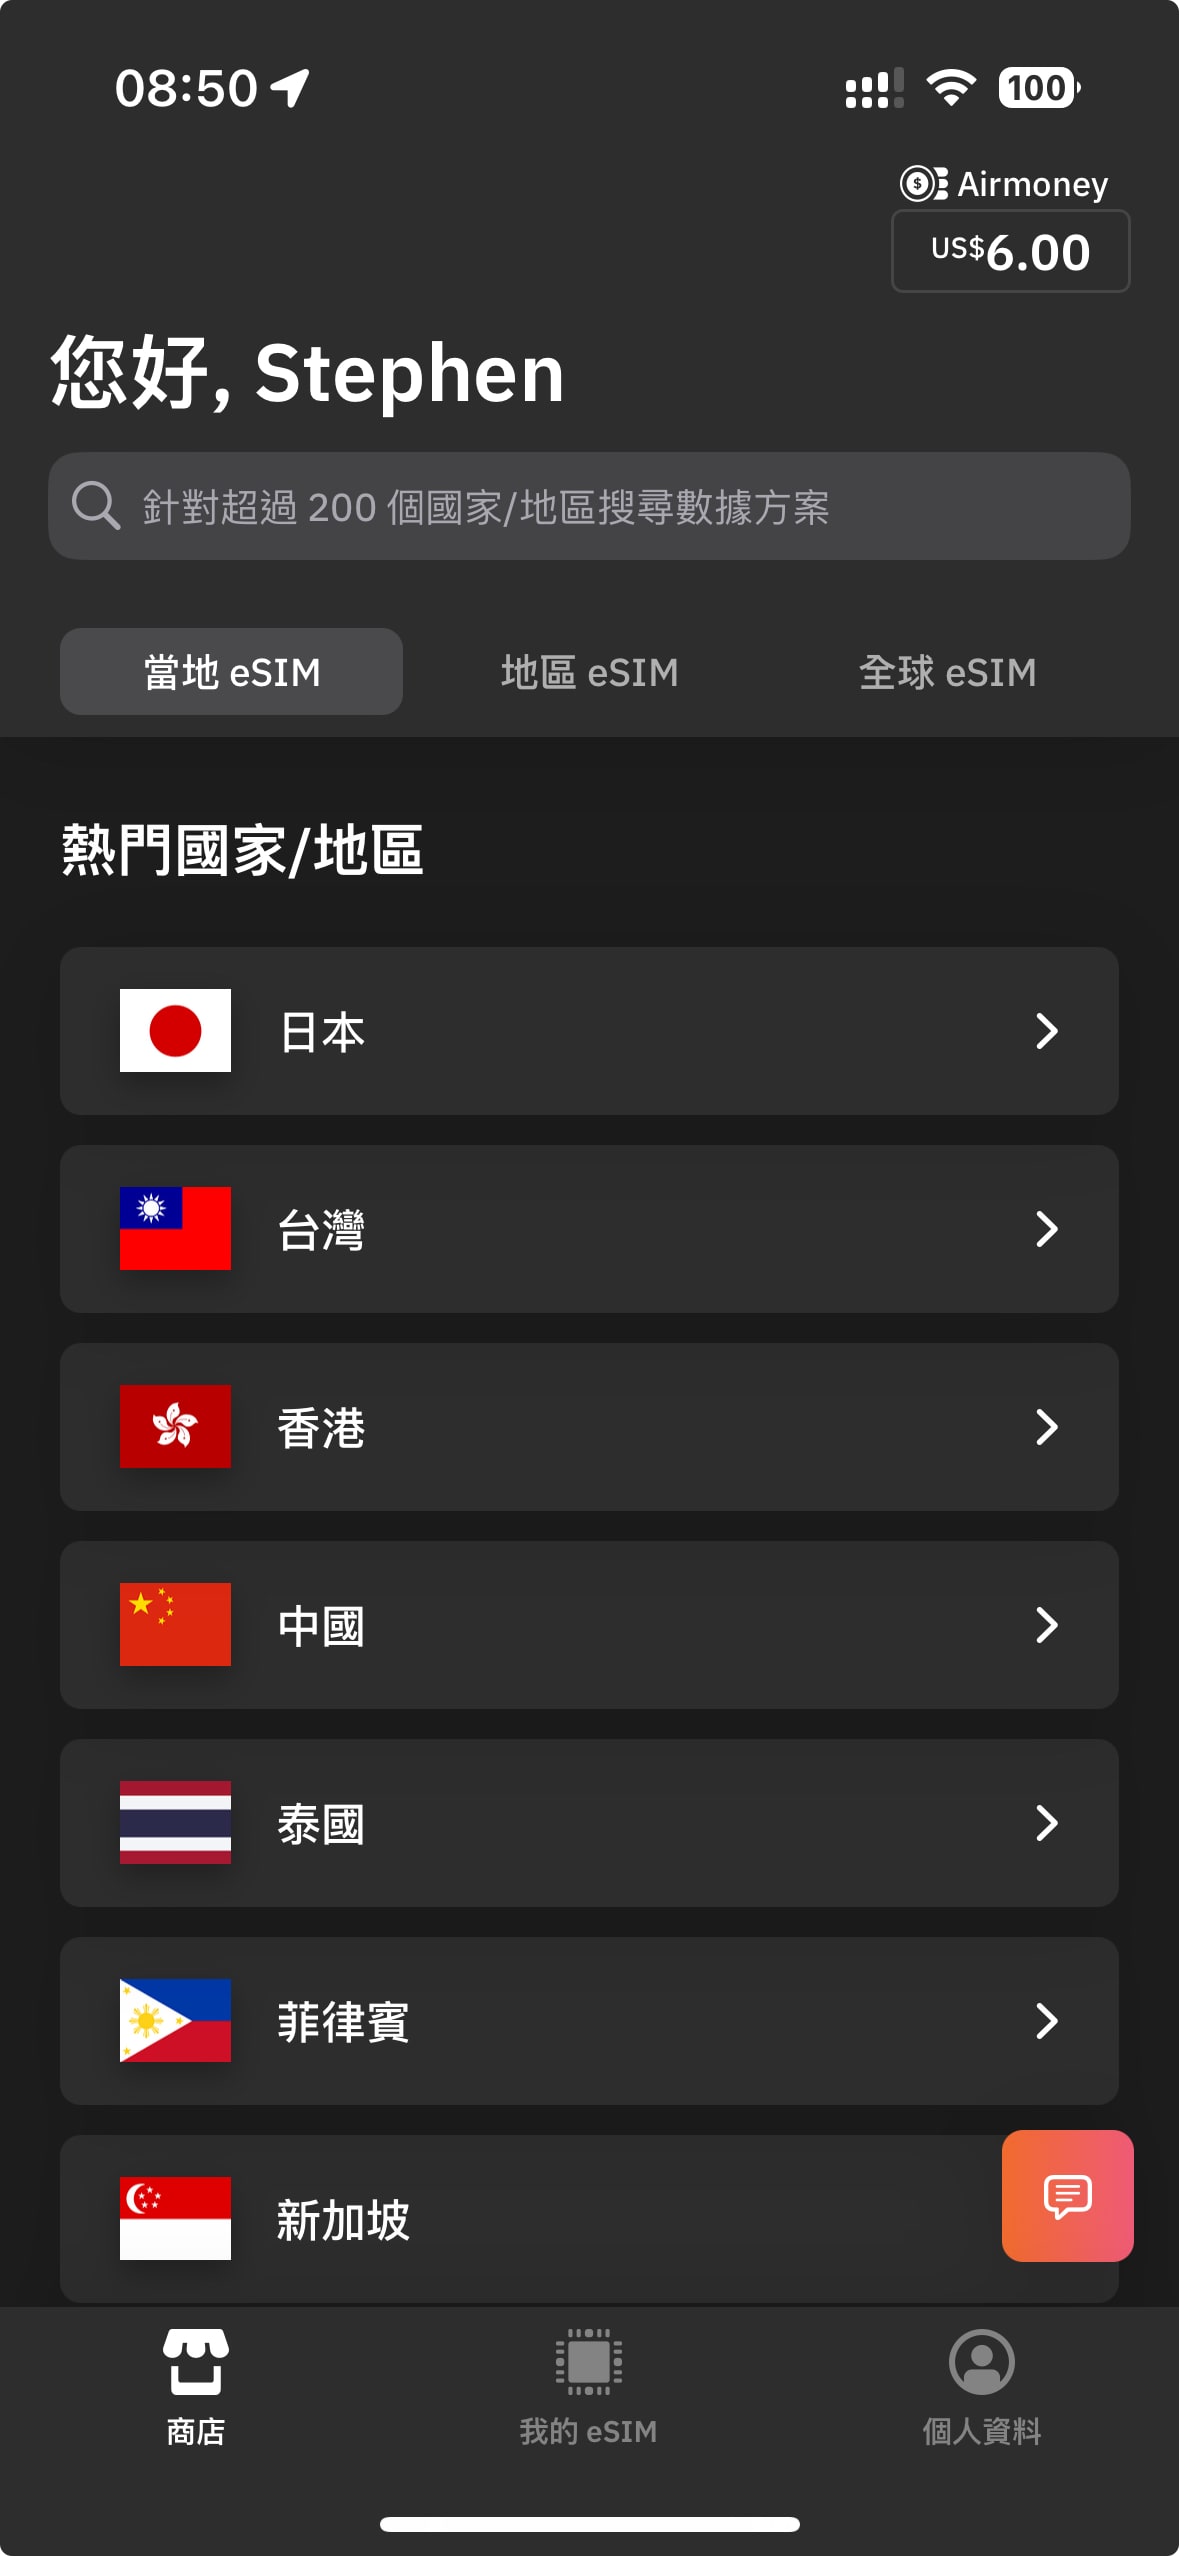 08:50
100
Airmoney
US$6.00
您好, Stephen
針對超過 200 個國家/地區搜尋數據方案
當地 eSIM
地區 eSIM
全球 eSIM
熱門國家/地區
日本
台灣
香港
中國
泰國
菲律賓
新加坡
商店
我的 eSIM
個人資料